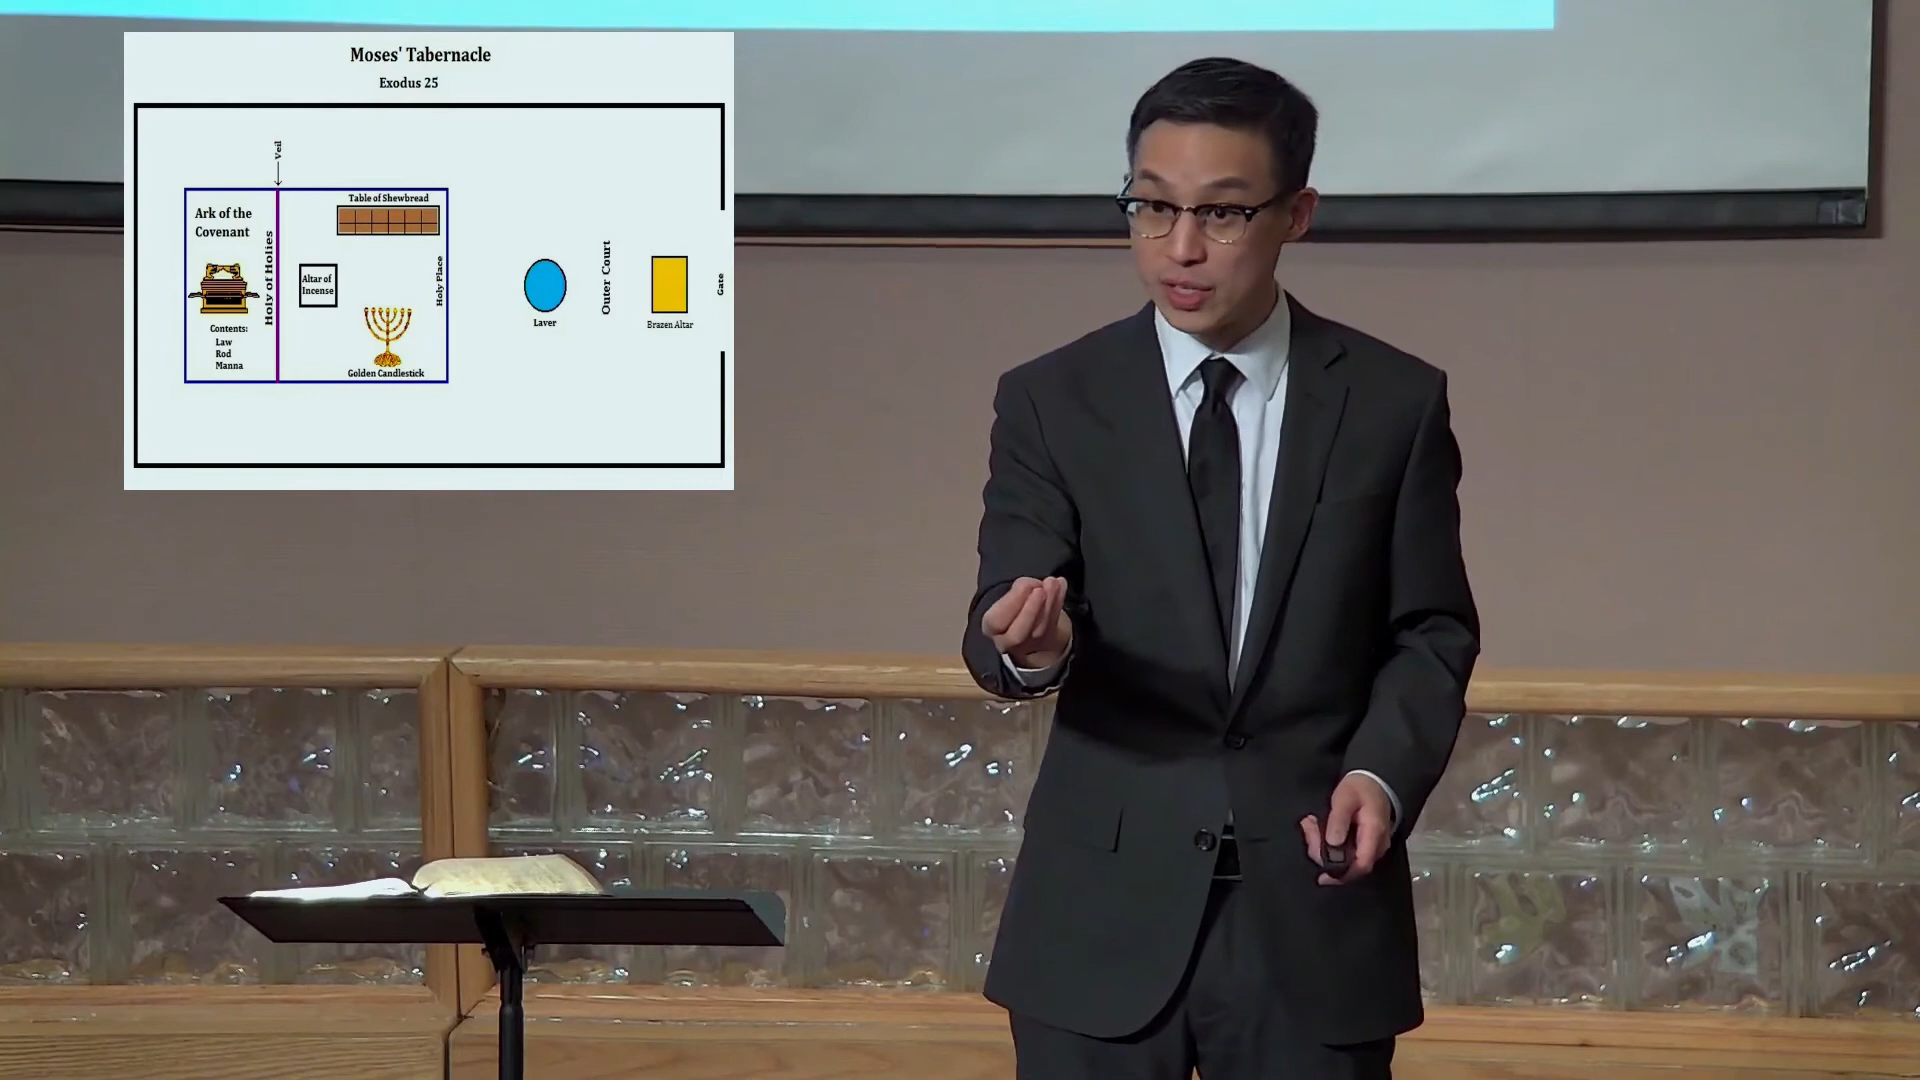 Moses' Tabernacle
Exodus 25
Veil
Ark of the
Covenant
Holy of Holies
Contents:
Law
Rod
Manna
Altar of
Incense
Table of Shewbread
Holy Place
Golden Candlestick
Laver
Outer Court
Brazen Altar
Gate